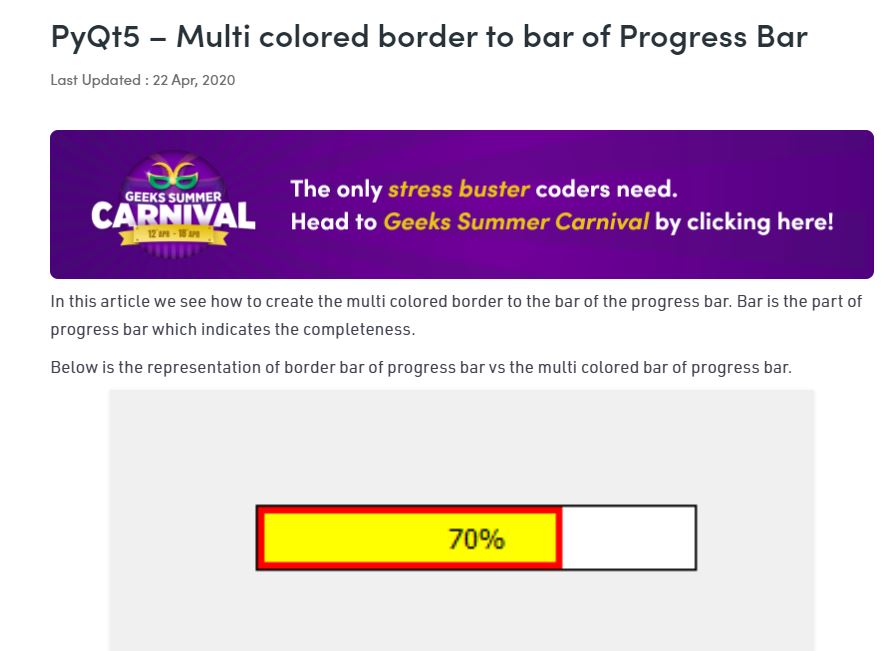 PyQt5 – Multi colored border to bar of Progress Bar
Last Updated : 22 Apr, 2020
GEEKS SUMMER
CARNIVAL
12 APR - 18 APR
The only stress buster coders need.
Head to Geeks Summer Carnival by clicking here!
In this article we see how to create the multi colored border to the bar of the progress bar. Bar is the part of
progress bar which indicates the completeness.
Below is the representation of border bar of progress bar vs the multi colored bar of progress bar.
70%